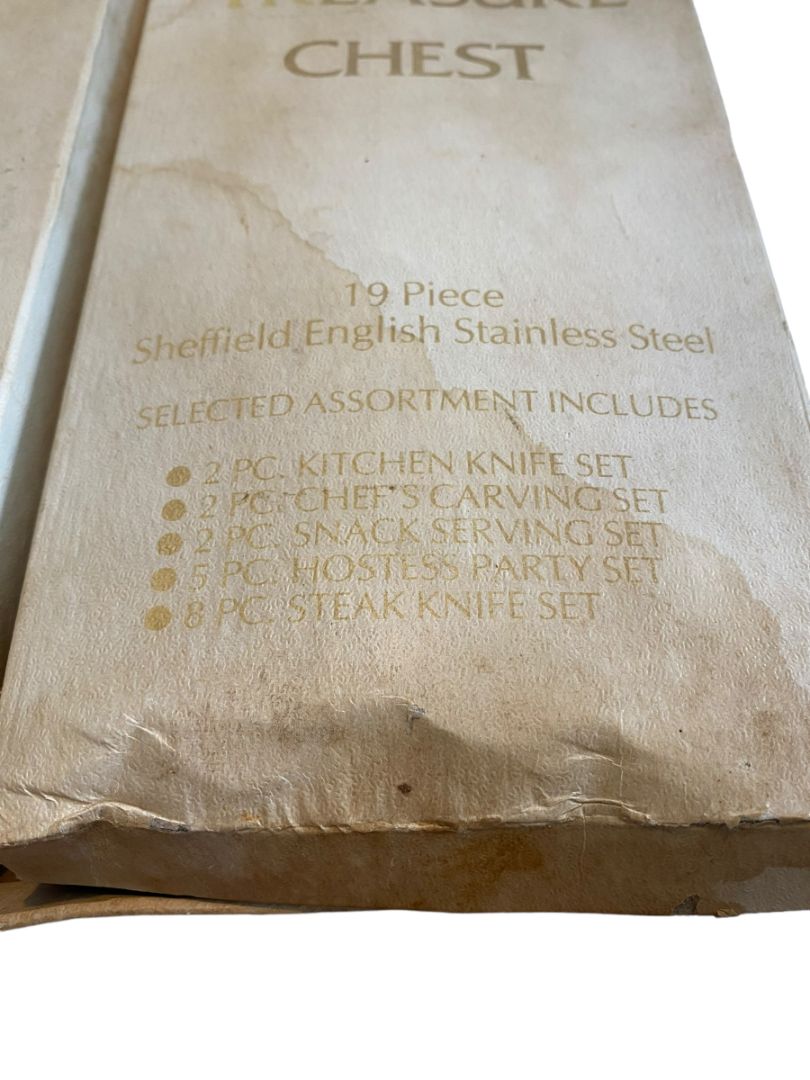 TREASURE
CHEST
19 Piece
Sheffield English Stainless Steel
SELECTED ASSORTMENT INCLUDES
● 2 PC. KITCHEN KNIFE SET
● 2 PC. CHEF'S CARVING SET
● 2 PC. SNACK SERVING SET
● 5 PC. HOSTESS PARTY SET
● 8 PC. STEAK KNIFE SET